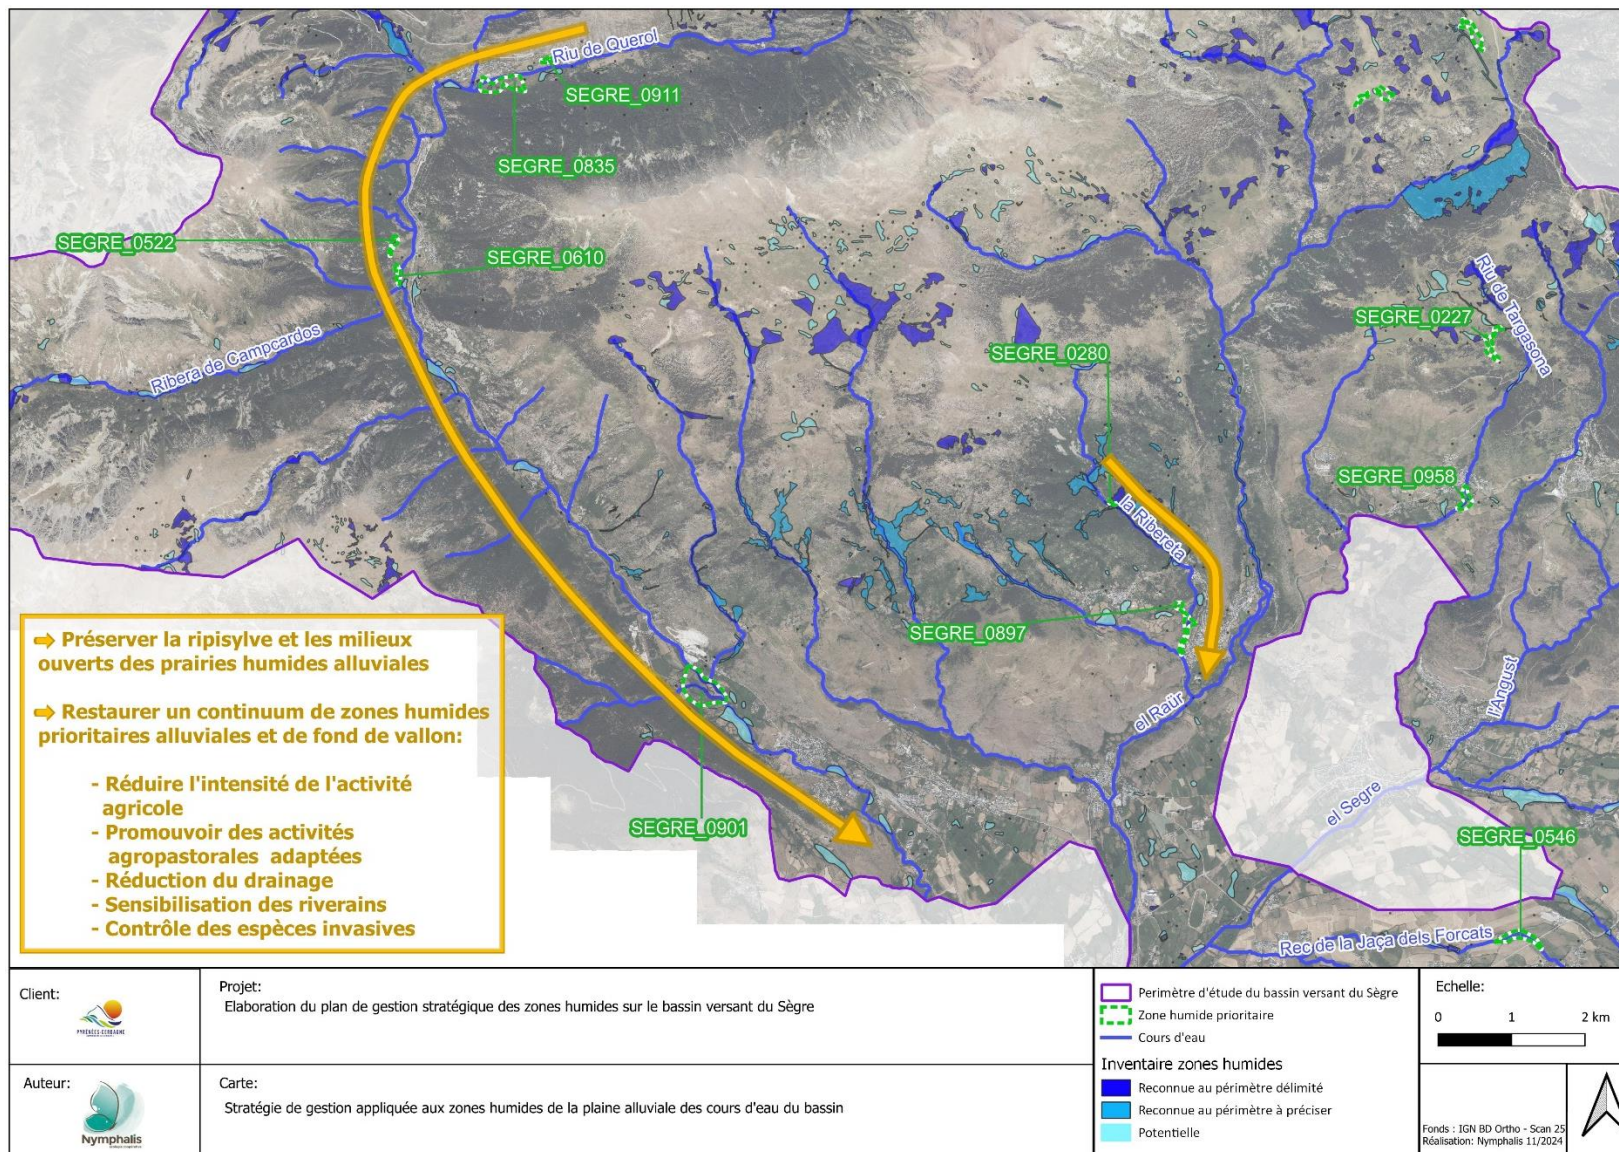 Riu de Querol
SEGRE_0911
SEGRE_0835
SEGRE_0522
SEGRE_0610
Riu de Targasona
SEGRE_0227
Ribera de Campcardos
SEGRE_0280
SEGRE_0958
la Ribereta
SEGRE_0897
l'Angust
el Raür
el Segre
SEGRE_0901
SEGRE_0546
Rec de la Jaça dels Forcats
⇨ Préserver la ripisylve et les milieux
ouverts des prairies humides alluviales
⇨ Restaurer un continuum de zones humides
prioritaires alluviales et de fond de vallon:
- Réduire l'intensité de l'activité
agricole
- Promouvoir des activités
agropastorales adaptées
- Réduction du drainage
- Sensibilisation des riverains
- Contrôle des espèces invasives
Client:
PYRÉNÉES-CERDAGNE
Projet:
Elaboration du plan de gestion stratégique des zones humides sur le bassin versant du Sègre
Auteur:
Nymphalis
Carte:
Stratégie de gestion appliquée aux zones humides de la plaine alluviale des cours d'eau du bassin
Perimètre d'étude du bassin versant du Sègre
Zone humide prioritaire
Cours d'eau
Inventaire zones humides
Reconnue au périmètre délimité
Reconnue au périmètre à préciser
Potentielle
Echelle:
0 1 2 km
Fonds : IGN BD Ortho - Scan 25
Réalisation: Nymphalis 11/2024